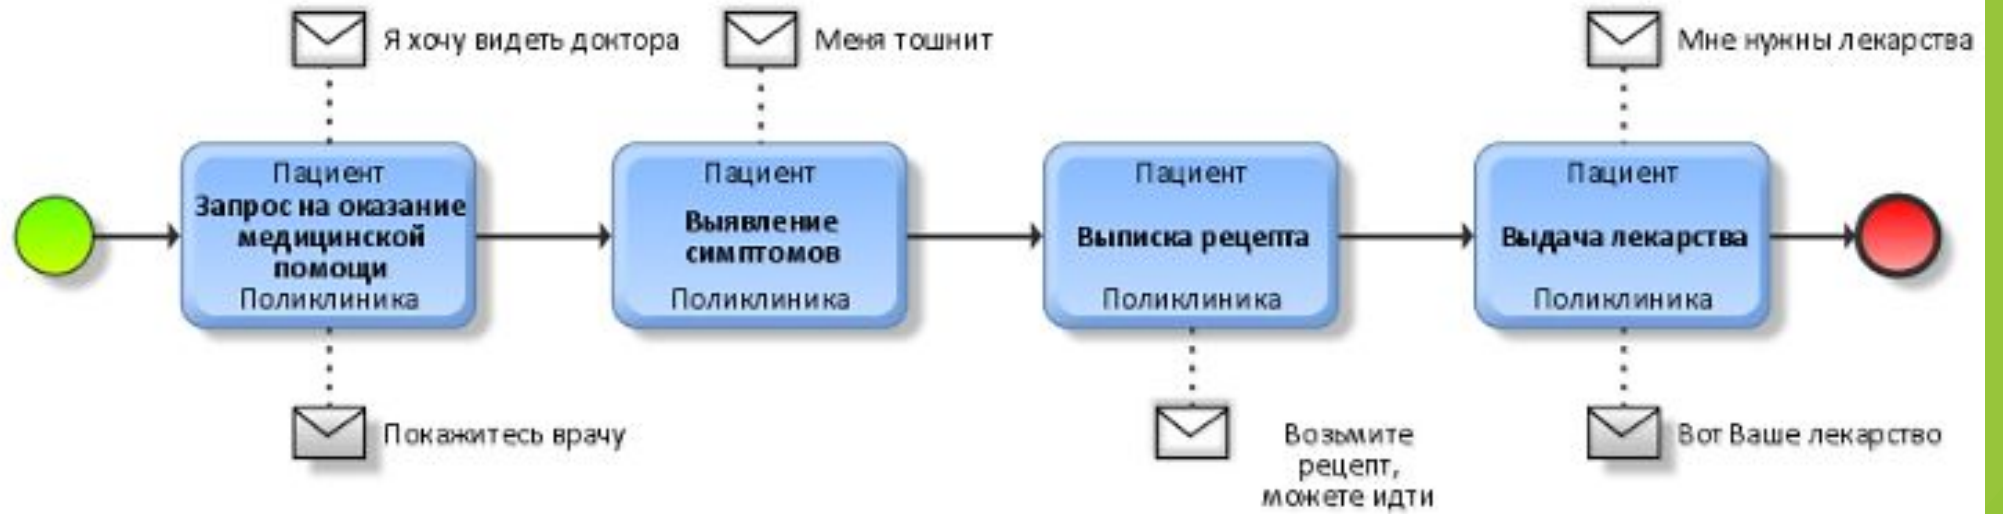 Я хочу видеть доктора
Меня тошнит
Мне нужны лекарства
Пациент
Запрос на оказание
медицинской
помощи
Поликлиника
Пациент
Выявление
симптомов
Поликлиника
Пациент
Выписка рецепта
Поликлиника
Пациент
Выдача лекарства
Поликлиника
Покажитесь врачу
Возьмите
рецепт,
можете идти
Вот Ваше лекарство